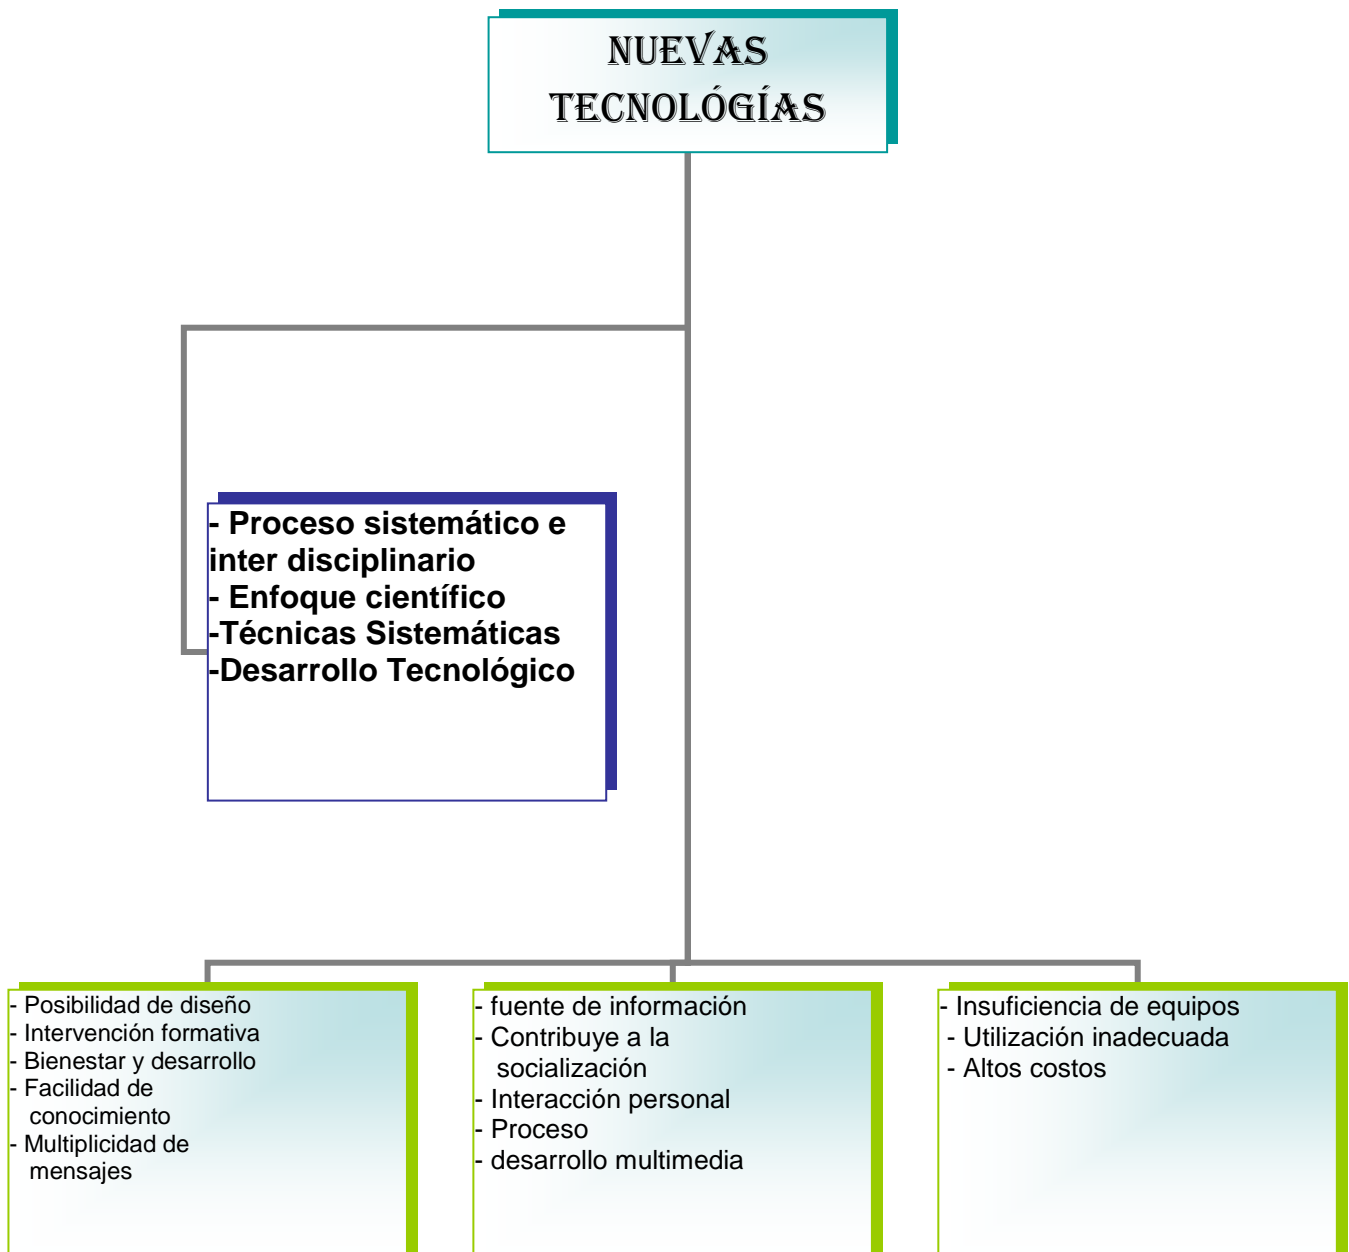 NUEVAS
TECNOLÓGÍAS
- Proceso sistemático e
inter disciplinario
- Enfoque científico
-Técnicas Sistemáticas
-Desarrollo Tecnológico
- Posibilidad de diseño
- Intervención formativa
- Bienestar y desarrollo
- Facilidad de
conocimiento
- Multiplicidad de
mensajes
- fuente de información
- Contribuye a la
socialización
- Interacción personal
- Proceso
- desarrollo multimedia
- Insuficiencia de equipos
- Utilización inadecuada
- Altos costos